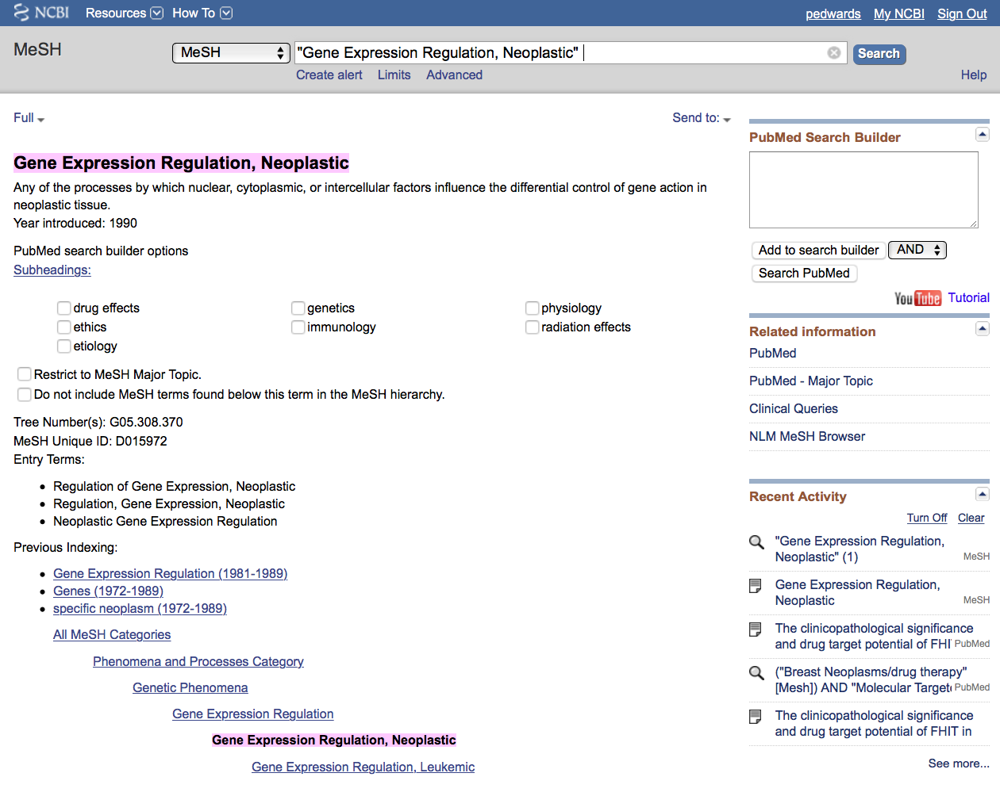 NCBI Resources How To pedwards My NCBI Sign Out
MeSH MeSH "Gene Expression Regulation, Neoplastic" Search
Create alert Limits Advanced Help
Full Send to:
Gene Expression Regulation, Neoplastic
Any of the processes by which nuclear, cytoplasmic, or intercellular factors influence the differential control of gene action in
neoplastic tissue.
Year introduced: 1990
PubMed search builder options
Subheadings:
drug effects genetics physiology
ethics immunology radiation effects
etiology
Restrict to MeSH Major Topic.
Do not include MeSH terms found below this term in the MeSH hierarchy.
Tree Number(s): G05.308.370
MeSH Unique ID: D015972
Entry Terms:
Regulation of Gene Expression, Neoplastic
Regulation, Gene Expression, Neoplastic
Neoplastic Gene Expression Regulation
Previous Indexing:
Gene Expression Regulation (1981-1989)
Genes (1972-1989)
specific neoplasm (1972-1989)
All MeSH Categories
Phenomena and Processes Category
Genetic Phenomena
Gene Expression Regulation
Gene Expression Regulation, Neoplastic
Gene Expression Regulation, Leukemic
PubMed Search Builder
Add to search builder AND
Search PubMed
YouTube Tutorial
Related information
PubMed
PubMed - Major Topic
Clinical Queries
NLM MeSH Browser
Recent Activity
Turn Off Clear
"Gene Expression Regulation,
Neoplastic" (1) MeSH
Gene Expression Regulation,
Neoplastic MeSH
The clinicopathological significance
and drug target potential of FHI PubMed
("Breast Neoplasms/drug therapy"
[Mesh]) AND "Molecular Target PubMed
The clinicopathological significance
and drug target potential of FHIT in
See more...